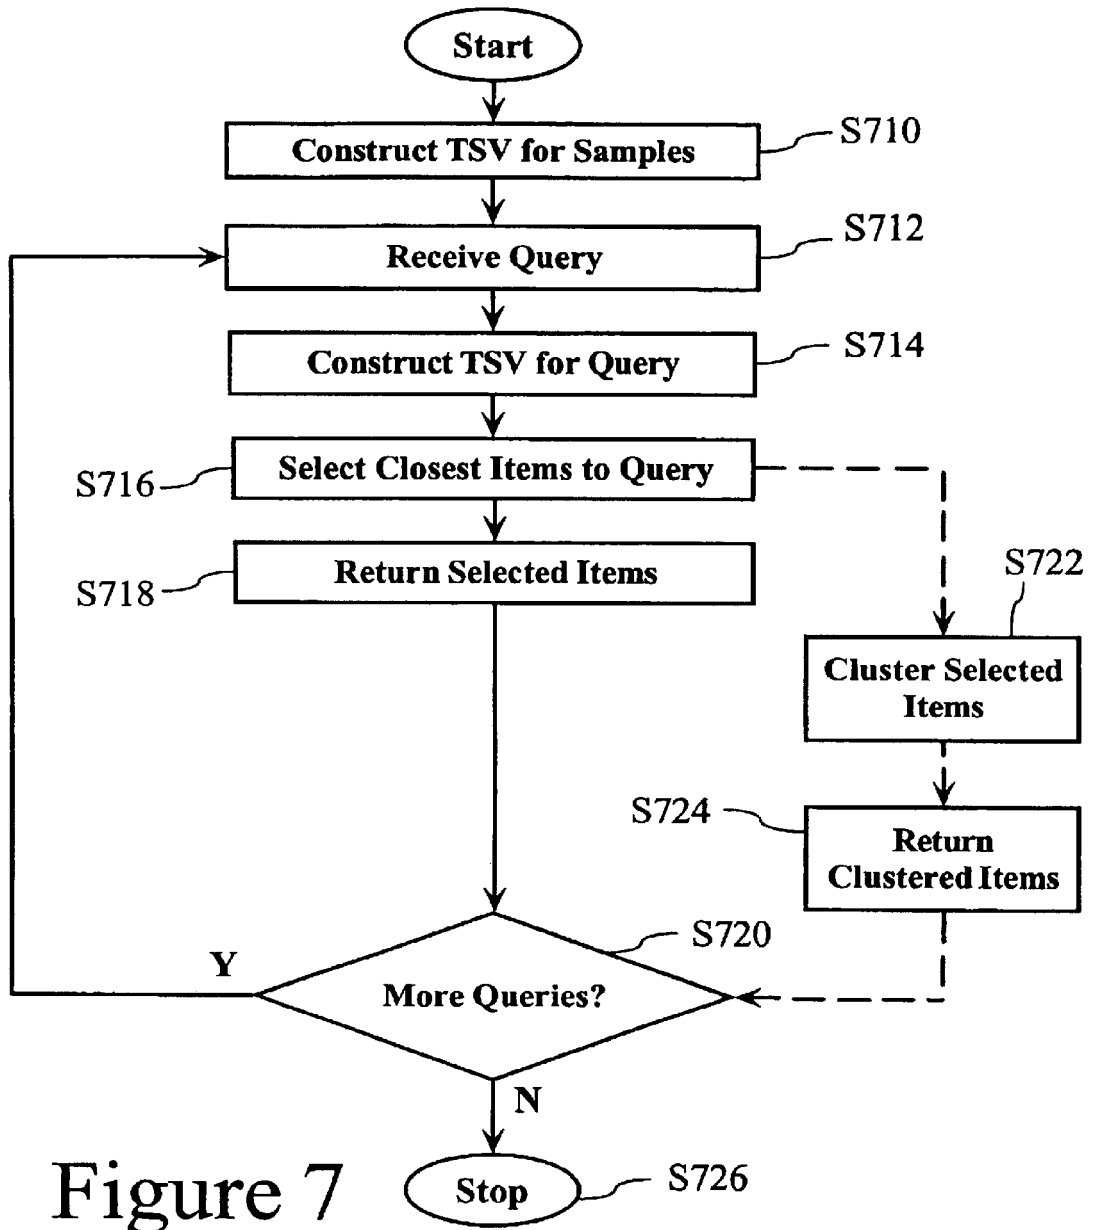 Start
Construct TSV for Samples
S710
Receive Query
S712
Construct TSV for Query
S714
Select Closest Items to Query
S716
Return Selected Items
S718
S722
Cluster Selected
Items
S724
Return
Clustered Items
S720
Y
More Queries?
N
Stop
S726
Figure 7